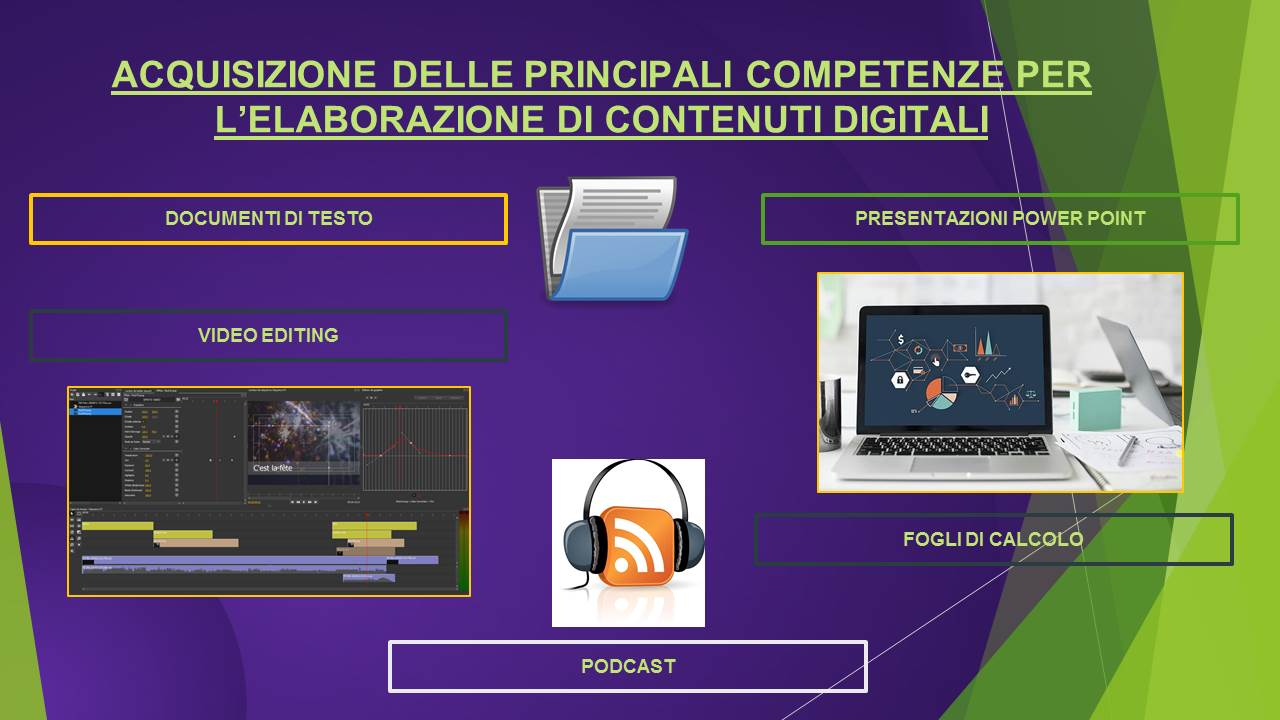 ACQUISIZIONE DELLE PRINCIPALI COMPETENZE PER
L’ELABORAZIONE DI CONTENUTI DIGITALI
DOCUMENTI DI TESTO
PRESENTAZIONI POWER POINT
VIDEO EDITING
C'est la fête
FOGLI DI CALCOLO
PODCAST